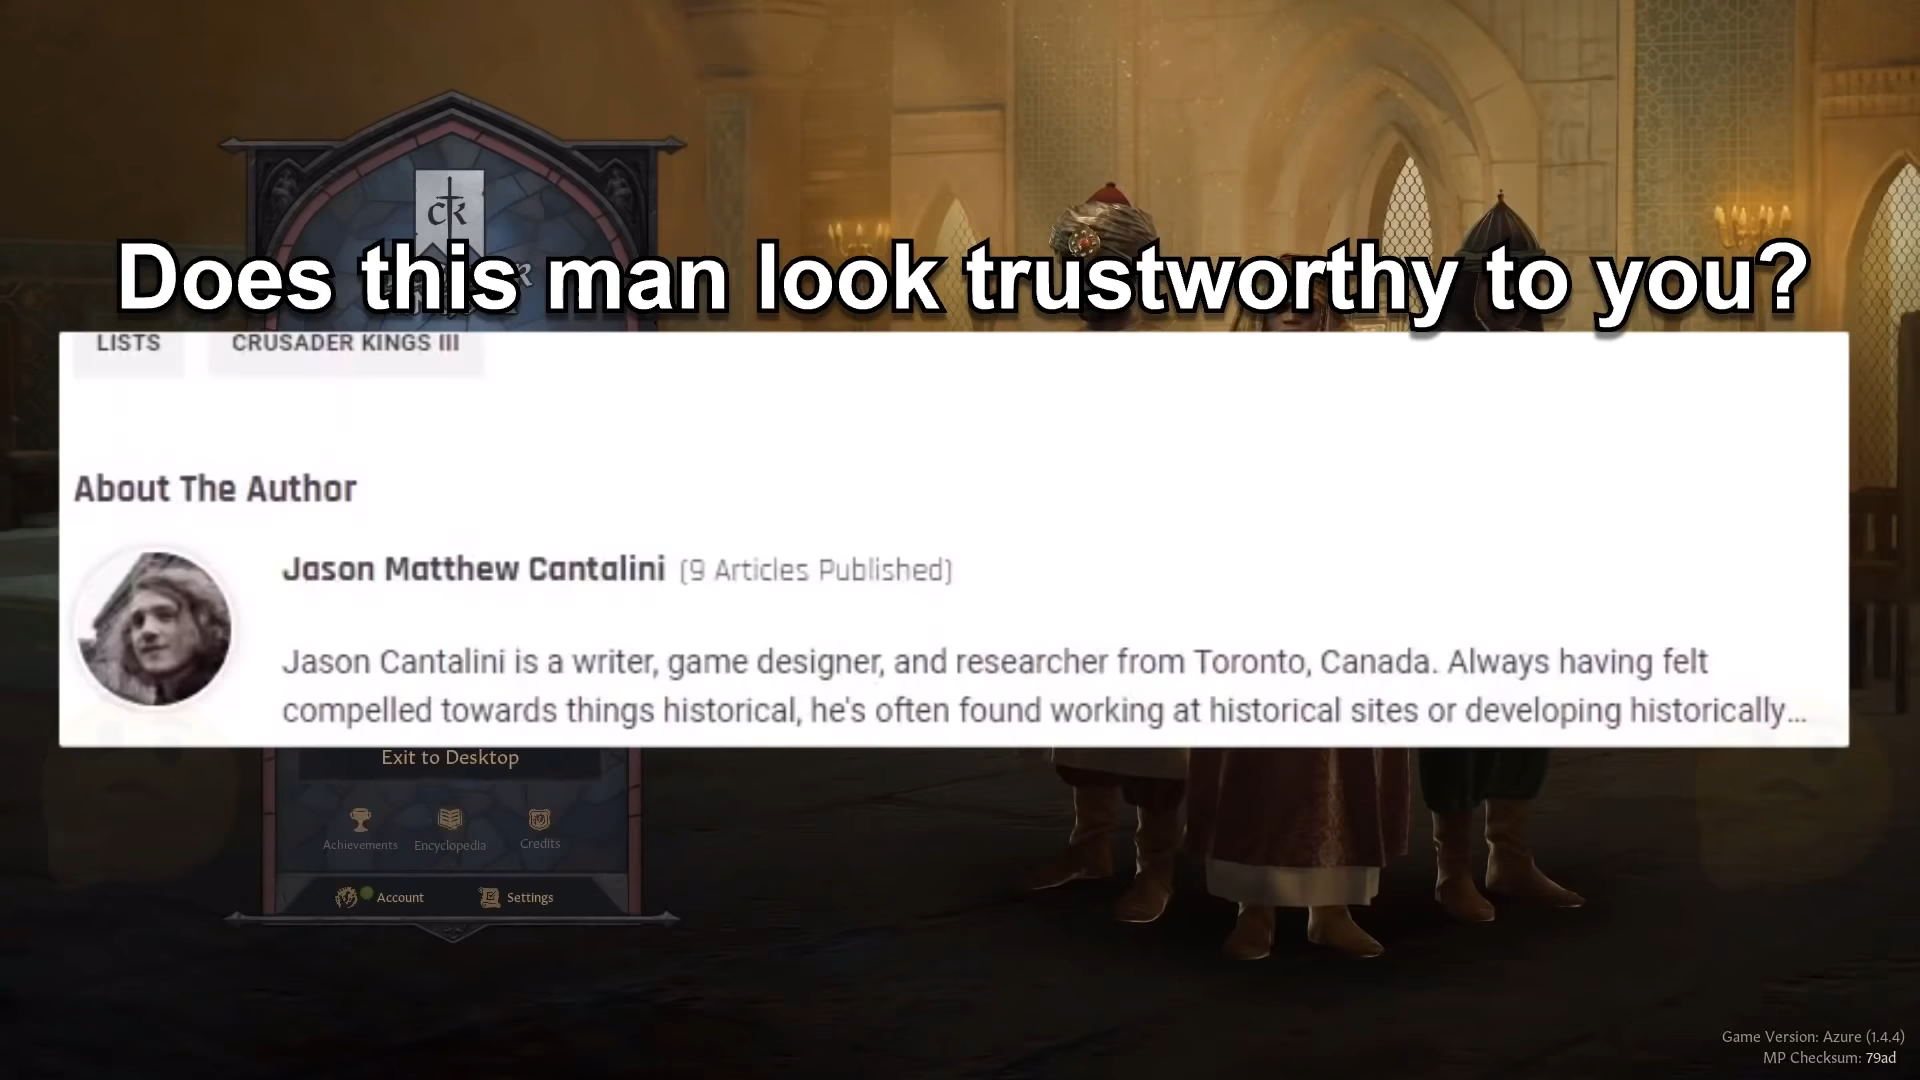 CK
Does this man look trustworthy to you?
LISTS
CRUSADER KINGS III
About The Author
Jason Matthew Cantalini (9 Articles Published)
Jason Cantalini is a writer, game designer, and researcher from Toronto, Canada. Always having felt
compelled towards things historical, he's often found working at historical sites or developing historically...
Exit to Desktop
Achievements
Encyclopedia
Credits
Account
Settings
Game Version: Azure (1.4.4)
MP Checksum: 79ad